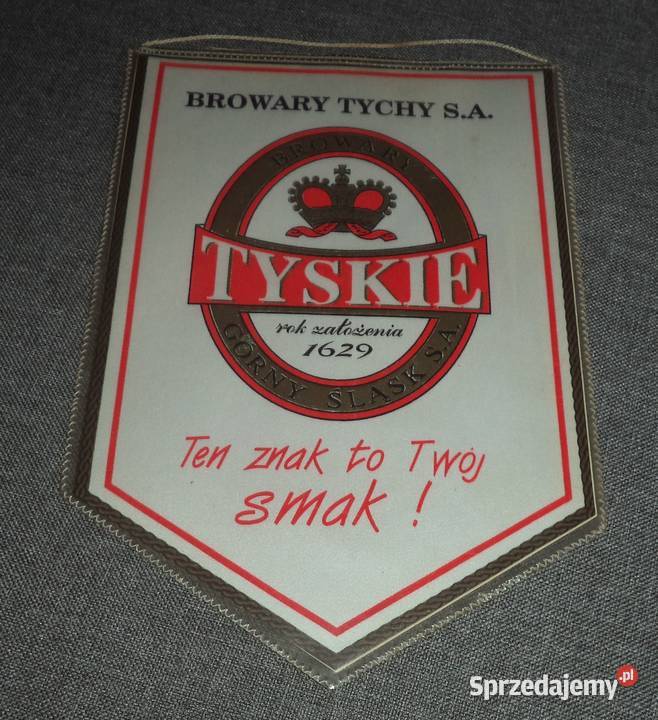 BROWARY TYCHY S.A.
BROWARY
TYSKIE
rok założenia
1629
GÓRNY ŚLĄSK S.A.
Ten znak to Twój
smak !
Sprzedajemy.pl